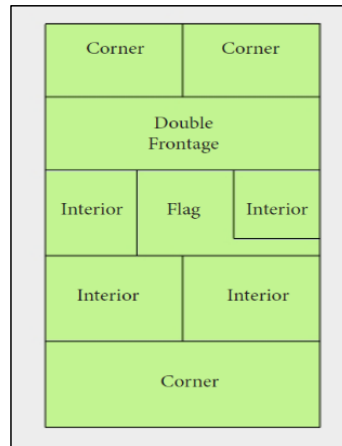 Corner Corner
Double
Frontage
Interior Flag Interior
Interior Interior
Corner